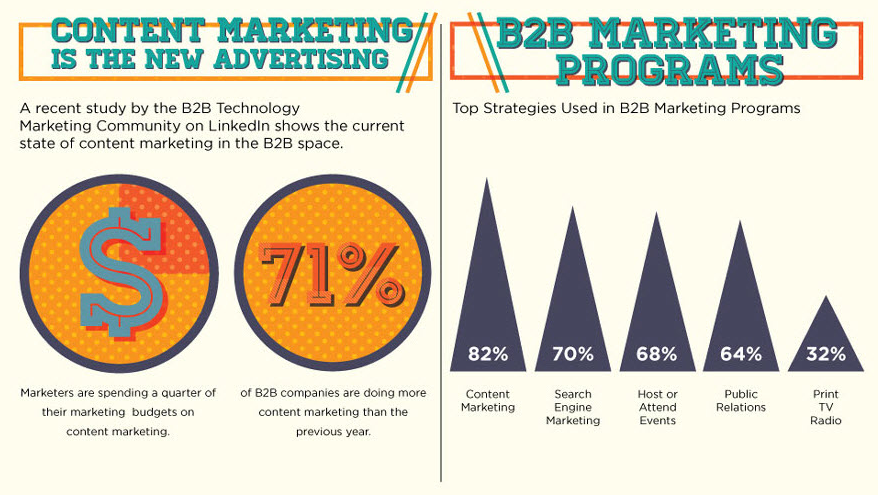 CONTENT MARKETING
IS THE NEW ADVERTISING
A recent study by the B2B Technology
Marketing Community on LinkedIn shows the current
state of content marketing in the B2B space.
$
Marketers are spending a quarter of
their marketing budgets on
content marketing.
71%
of B2B companies are doing more
content marketing than the
previous year.
B2B MARKETING
PROGRAMS
Top Strategies Used in B2B Marketing Programs
82%
Content
Marketing
70%
Search
Engine
Marketing
68%
Host or
Attend
Events
64%
Public
Relations
32%
Print
TV
Radio